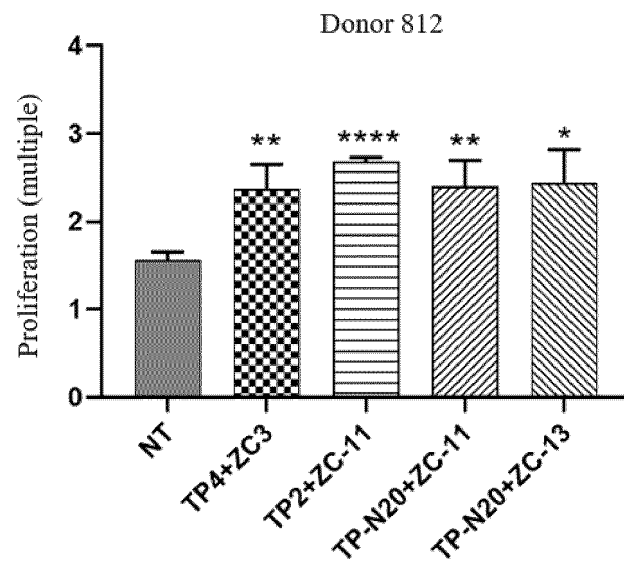 Donor 812
Proliferation (multiple)
4
3
2
1
0
**
****
**
*
NT
TP4+ZC3
TP2+ZC-11
TP-N20+ZC-11
TP-N20+ZC-13